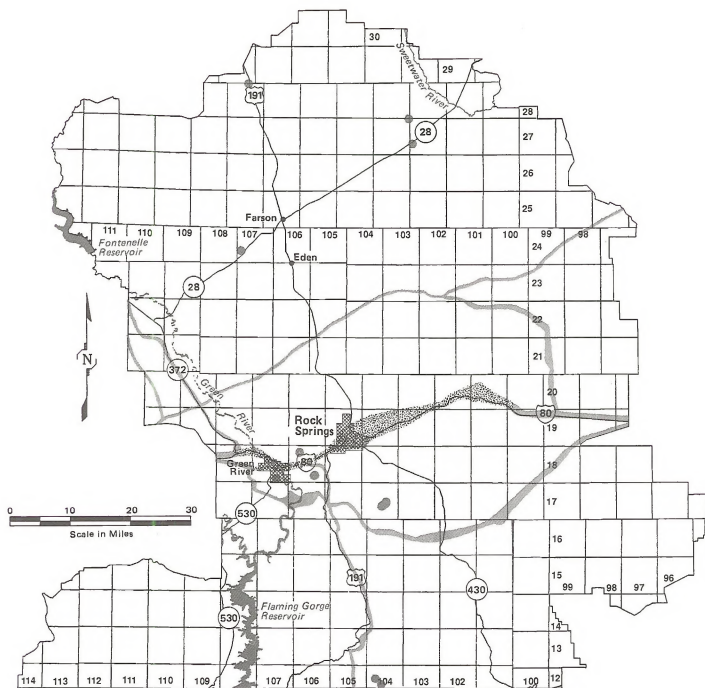 30
Sweetwater River
29
191
28
28
27
26
25
Farson
111 110 109 108 107 106 105 104 103 102 101 100 99 98
Fontenelle
Reservoir
24
Eden
23
28
22
21
N
372
Green River
20
80
19
Rock
Springs
Green
River
80
18
17
0 10 20 30
Scale in Miles
530
16
15
99 98 97 96
191
430
530
Flaming Gorge
Reservoir
14
13
12
114 113 112 111 110 109 107 106 105 104 103 102 100